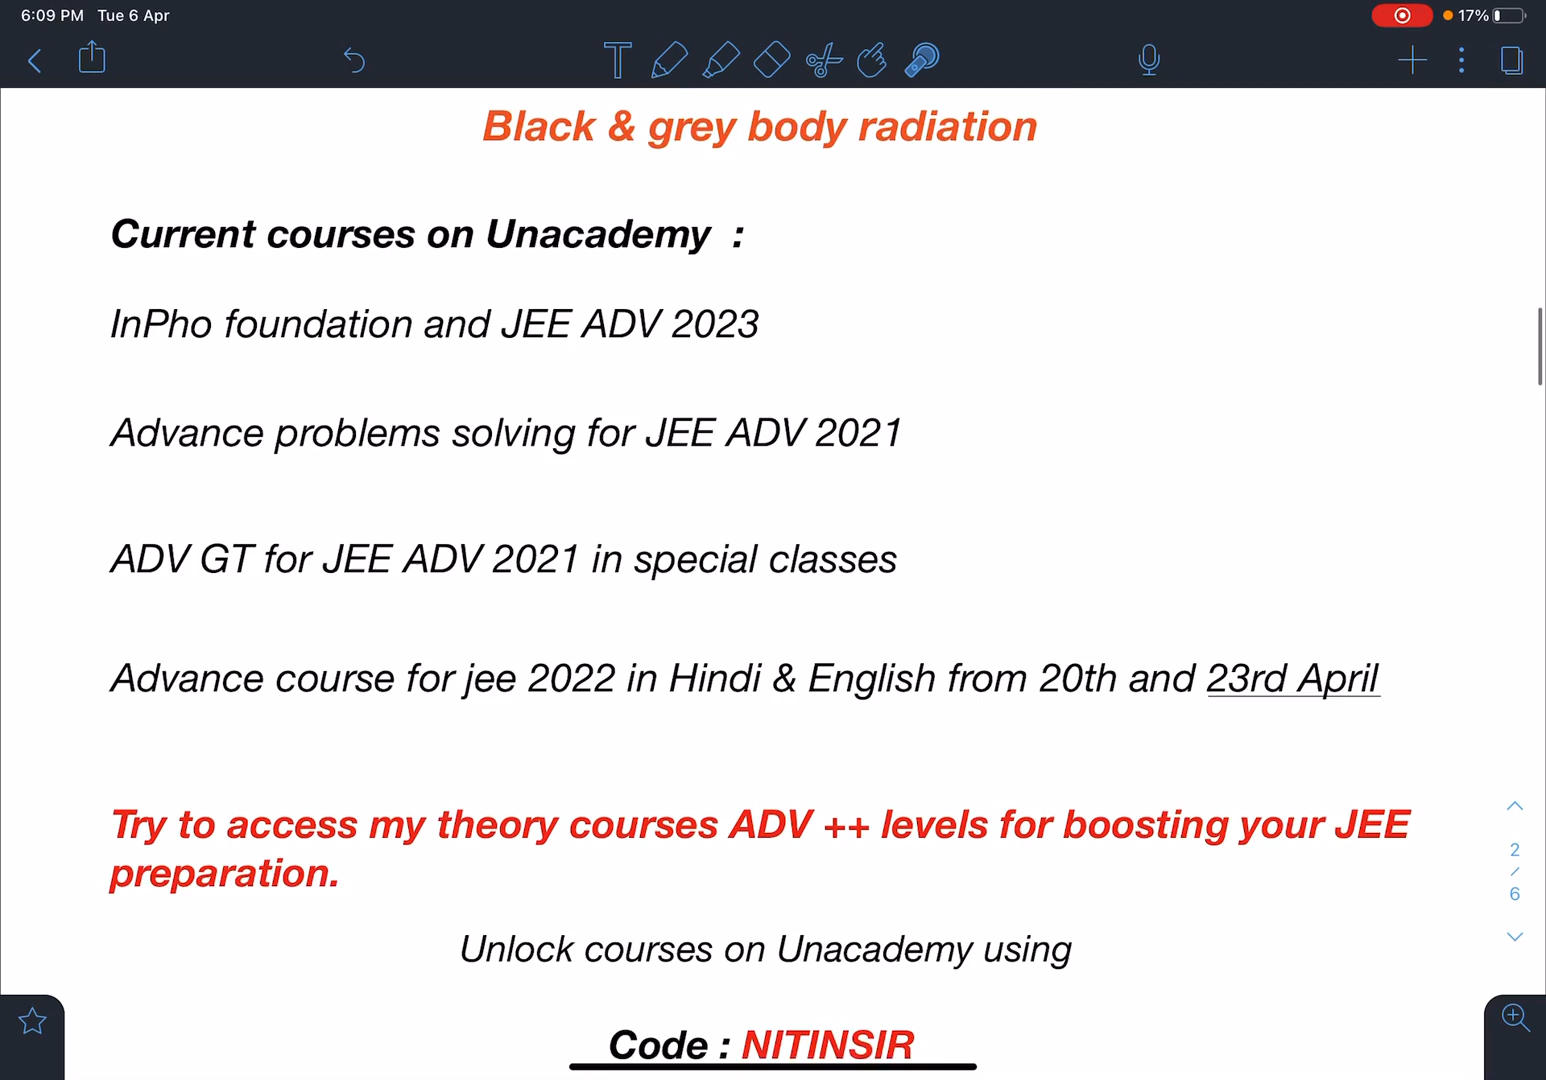 6:09 PM Tue 6 Apr
17%
Black & grey body radiation
Current courses on Unacademy :
InPho foundation and JEE ADV 2023
Advance problems solving for JEE ADV 2021
ADV GT for JEE ADV 2021 in special classes
Advance course for jee 2022 in Hindi & English from 20th and 23rd April
Try to access my theory courses ADV ++ levels for boosting your JEE
preparation.
2
/
6
Unlock courses on Unacademy using
Code : NITINSIR